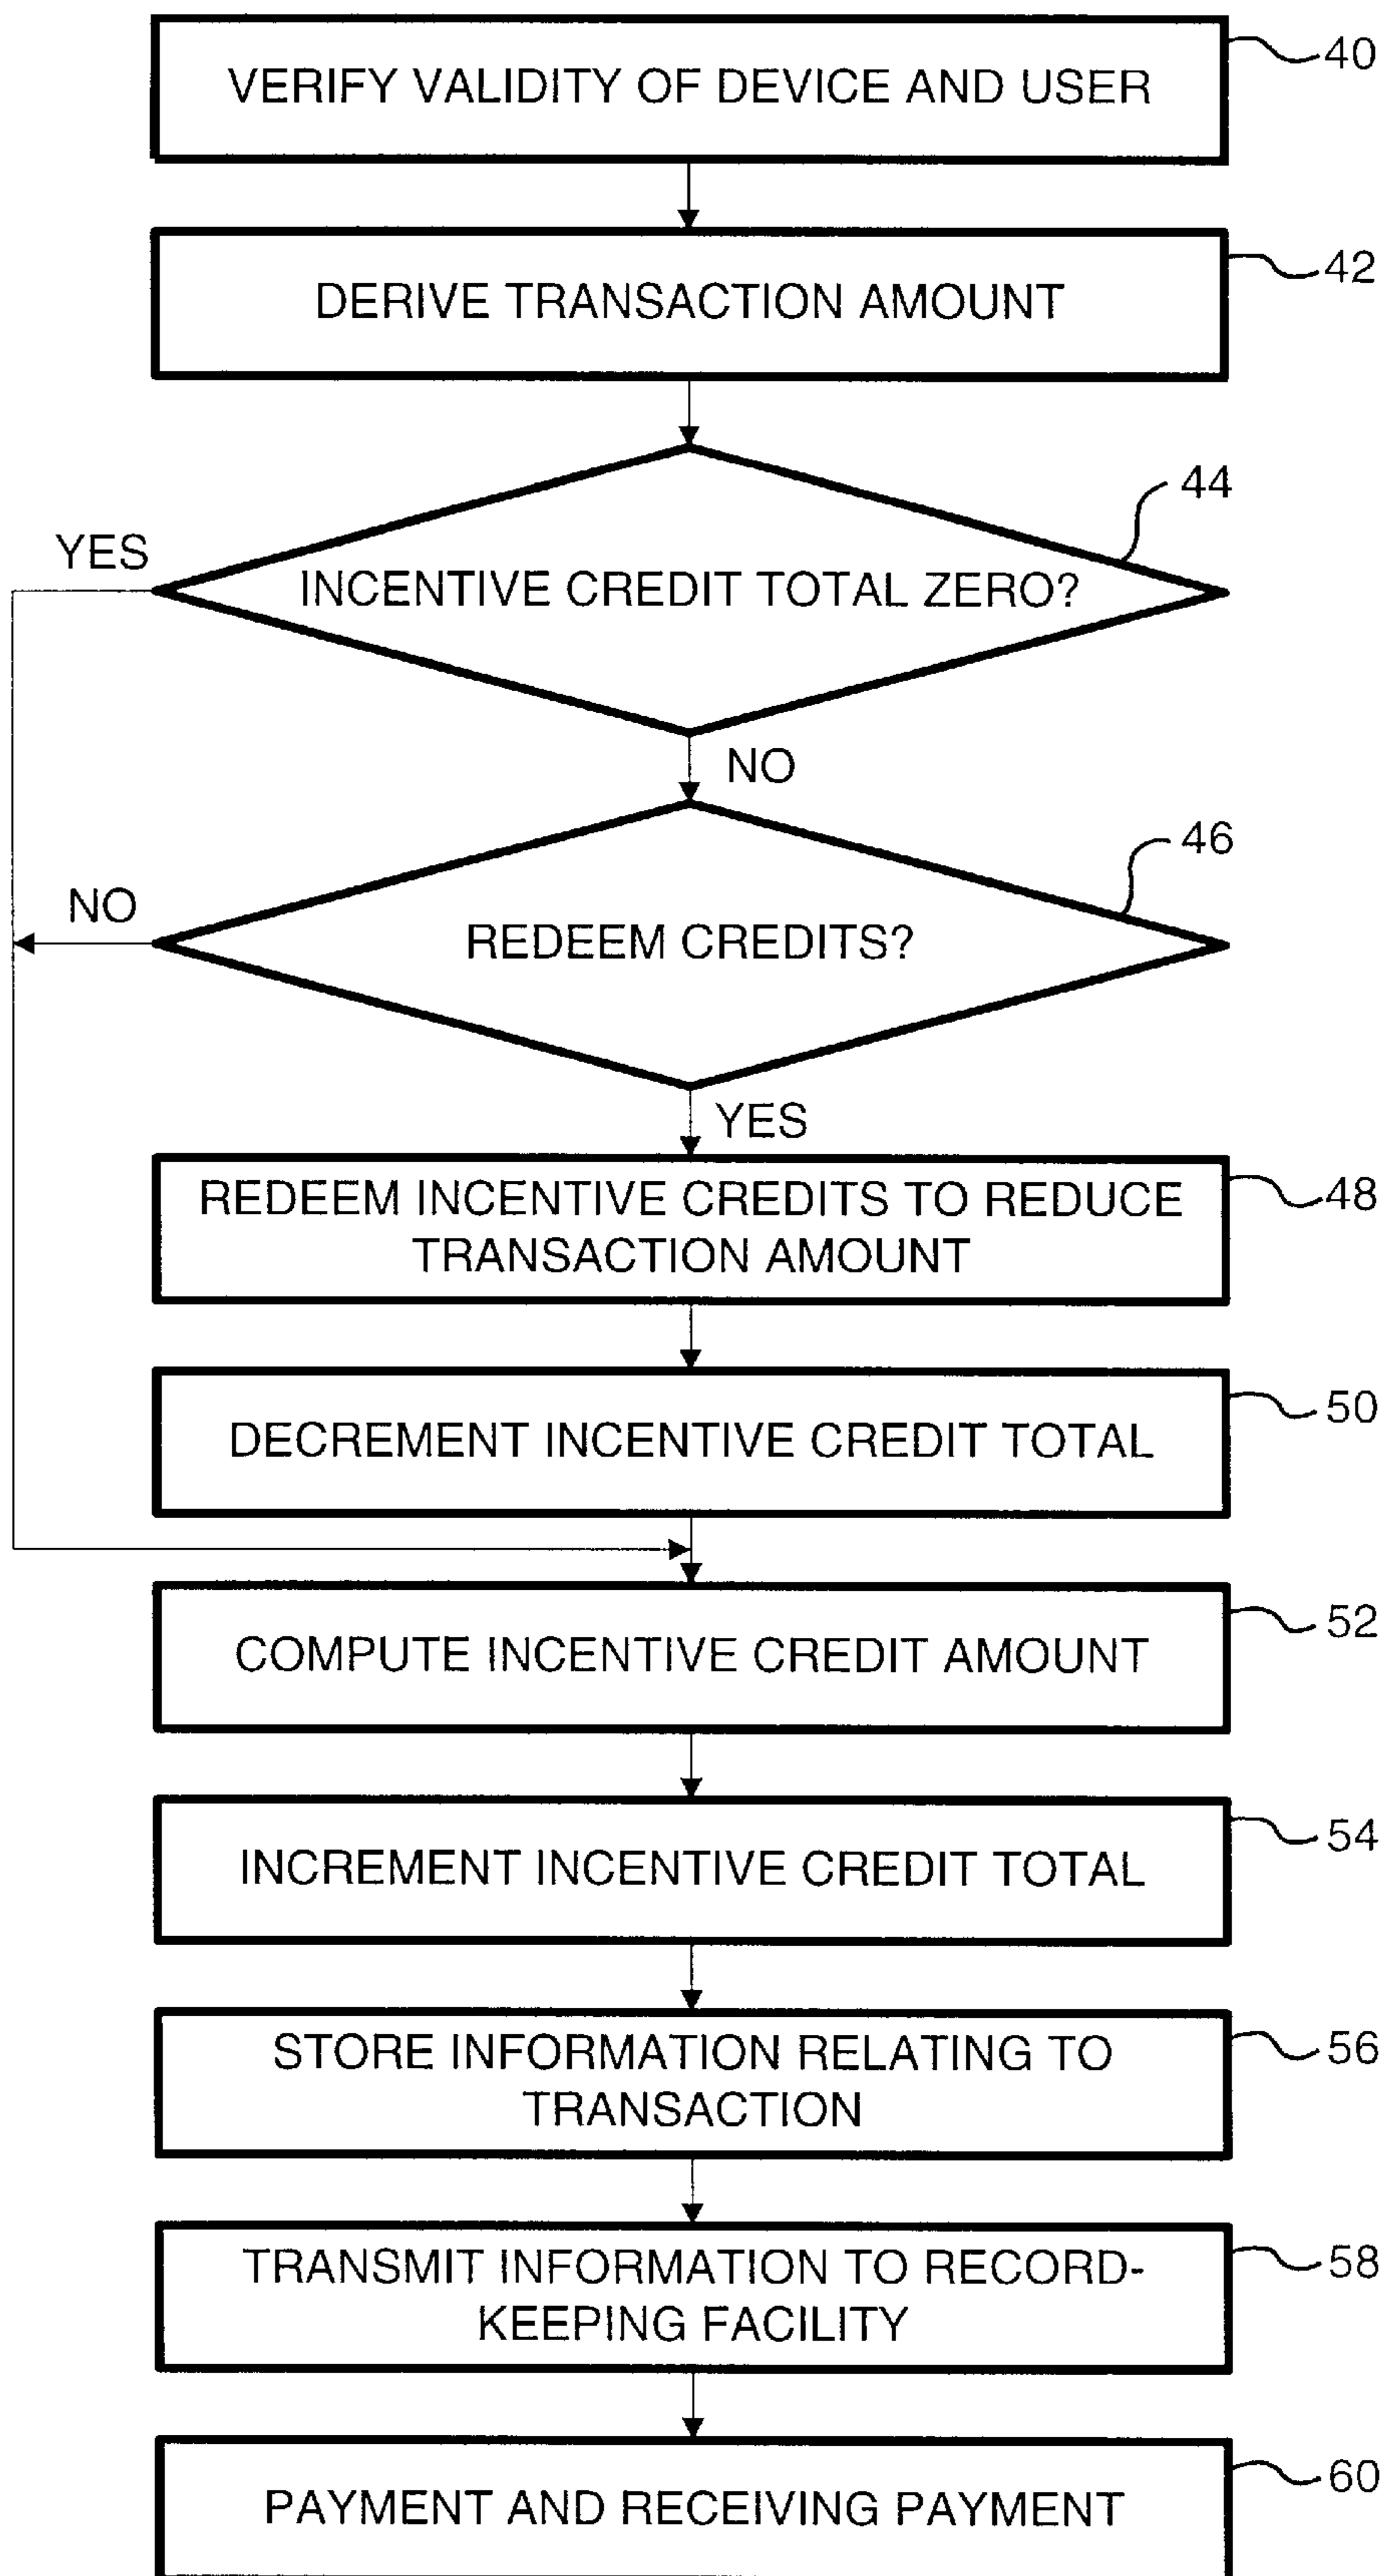 VERIFY VALIDITY OF DEVICE AND USER
40
DERIVE TRANSACTION AMOUNT
42
44
YES
INCENTIVE CREDIT TOTAL ZERO?
NO
46
NO
REDEEM CREDITS?
YES
REDEEM INCENTIVE CREDITS TO REDUCE
TRANSACTION AMOUNT
48
DECREMENT INCENTIVE CREDIT TOTAL
50
COMPUTE INCENTIVE CREDIT AMOUNT
52
INCREMENT INCENTIVE CREDIT TOTAL
54
STORE INFORMATION RELATING TO
TRANSACTION
56
TRANSMIT INFORMATION TO RECORD-
KEEPING FACILITY
58
PAYMENT AND RECEIVING PAYMENT
60